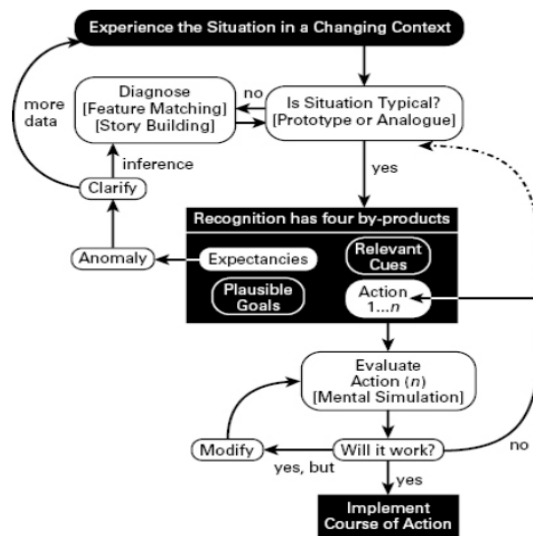 Experience the Situation in a Changing Context
Diagnose
[Feature Matching]
[Story Building]
no
Is Situation Typical?
[Prototype or Analogue]
more
data
inference
yes
Clarify
Recognition has four by-products
Anomaly
Expectancies
Relevant
Cues
Plausible
Goals
Action
1...n
Evaluate
Action (n)
[Mental Simulation]
Modify
Will it work?
no
yes, but
yes
Implement
Course of Action